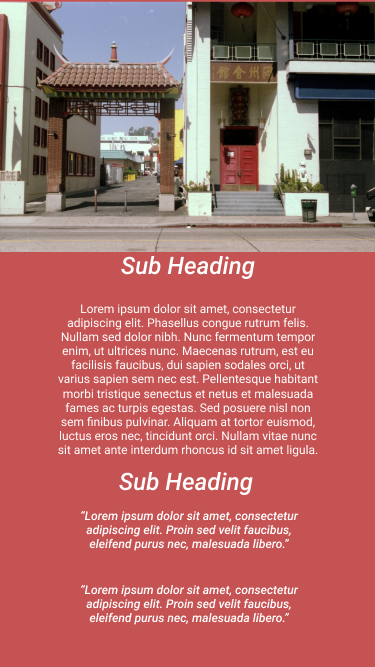 岡州會館
Sub Heading
Lorem ipsum dolor sit amet, consectetur
adipiscing elit. Phasellus congue rutrum felis.
Nullam sed dolor nibh. Nunc fermentum tempor
enim, ut ultrices nunc. Maecenas rutrum, est eu
facilisis faucibus, dui sapien sodales orci, ut
varius sapien sem nec est. Pellentesque habitant
morbi tristique senectus et netus et malesuada
fames ac turpis egestas. Sed posuere nisl non
sem finibus pulvinar. Aliquam at tortor euismod,
luctus eros nec, tincidunt orci. Nullam vitae nunc
sit amet ante interdum rhoncus id sit amet ligula.
Sub Heading
“Lorem ipsum dolor sit amet, consectetur
adipiscing elit. Proin sed velit faucibus,
eleifend purus nec, malesuada libero.”
“Lorem ipsum dolor sit amet, consectetur
adipiscing elit. Proin sed velit faucibus,
eleifend purus nec, malesuada libero.”